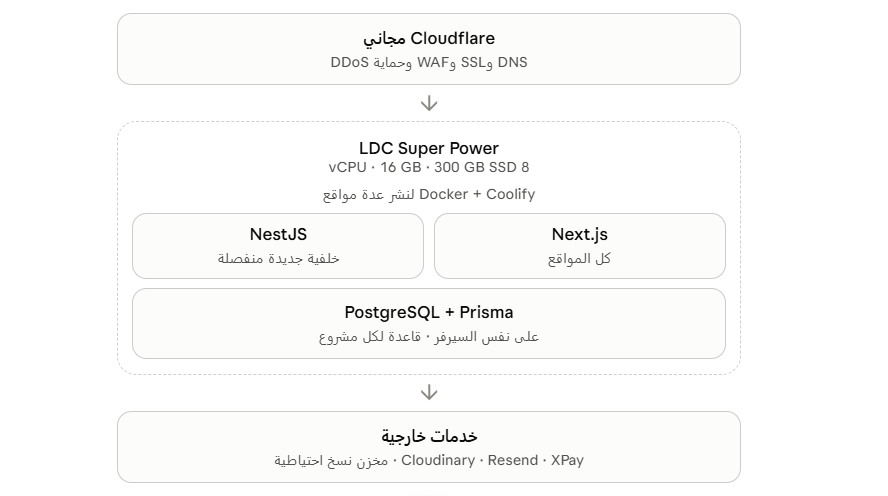 Cloudflare مجاني
DNS وSSL وWAF وحماية DDoS
LDC Super Power
8 vCPU · 16 GB · 300 GB SSD
Docker + Coolify لنشر عدة مواقع
Next.js
كل المواقع
NestJS
خلفية جديدة منفصلة
PostgreSQL + Prisma
على نفس السيرفر · قاعدة لكل مشروع
خدمات خارجية
XPay · Resend · Cloudinary · مخزن نسخ احتياطية